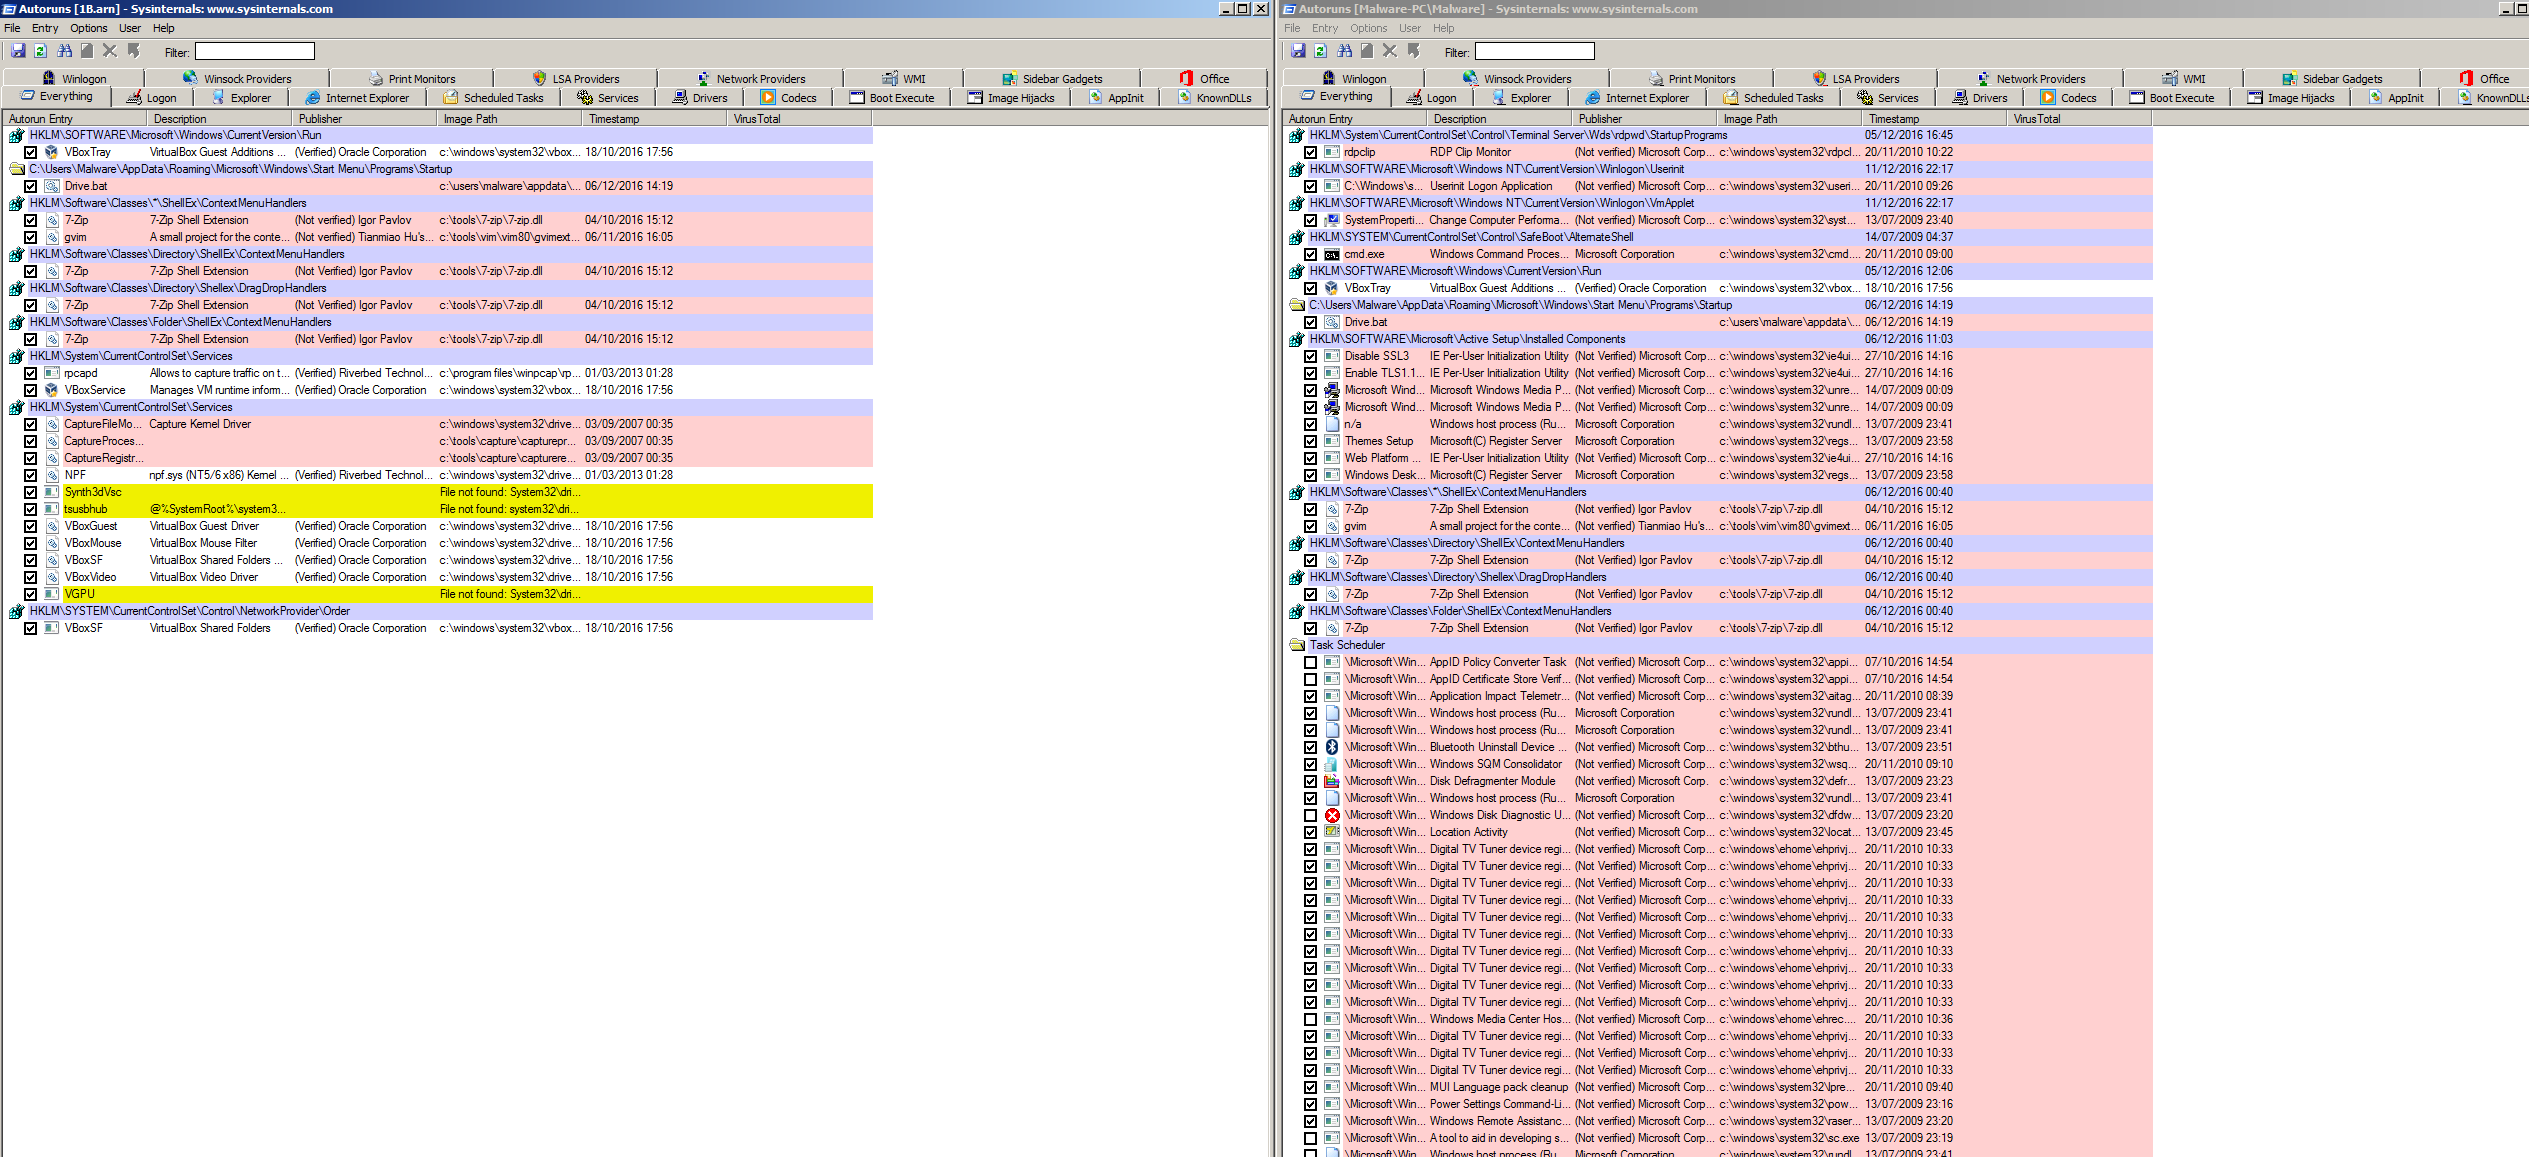 Autoruns [1B.arn] - Sysinternals: www.sysinternals.com
File Entry Options User Help
Filter:
Winlogon Winsock Providers Print Monitors LSA Providers Network Providers WMI Sidebar Gadgets Office
Everything Logon Explorer Internet Explorer Scheduled Tasks Services Drivers Codecs Boot Execute Image Hijacks AppInit KnownDLLs
Autorun Entry Description Publisher Image Path Timestamp VirusTotal
HKLM\SOFTWARE\Microsoft\Windows\CurrentVersion\Run
VBoxTray VirtualBox Guest Additions ... (Verified) Oracle Corporation c:\windows\system32\vbox... 18/10/2016 17:56
C:\Users\Malware\AppData\Roaming\Microsoft\Windows\Start Menu\Programs\Startup
Drive.bat c:\users\malware\appdata\... 06/12/2016 14:19
HKLM\Software\Classes\*\ShellEx\ContextMenuHandlers
7-Zip 7-Zip Shell Extension (Not verified) Igor Pavlov c:\tools\7-zip\7-zip.dll 04/10/2016 15:12
gvim A small project for the conte... (Not verified) Tianmiao Hu's... c:\tools\vim\vim80\gvimext... 06/11/2016 16:05
HKLM\Software\Classes\Directory\ShellEx\ContextMenuHandlers
7-Zip 7-Zip Shell Extension (Not Verified) Igor Pavlov c:\tools\7-zip\7-zip.dll 04/10/2016 15:12
HKLM\Software\Classes\Directory\Shellex\DragDropHandlers
7-Zip 7-Zip Shell Extension (Not Verified) Igor Pavlov c:\tools\7-zip\7-zip.dll 04/10/2016 15:12
HKLM\Software\Classes\Folder\ShellEx\ContextMenuHandlers
7-Zip 7-Zip Shell Extension (Not Verified) Igor Pavlov c:\tools\7-zip\7-zip.dll 04/10/2016 15:12
HKLM\System\CurrentControlSet\Services
rpcapd Allows to capture traffic on t... (Verified) Riverbed Technol... c:\program files\winpcap\rp... 01/03/2013 01:28
VBoxService Manages VM runtime inform... (Verified) Oracle Corporation c:\windows\system32\vbox... 18/10/2016 17:56
HKLM\System\CurrentControlSet\Services
CaptureFileMo... Capture Kernel Driver c:\windows\system32\drive... 03/09/2007 00:35
CaptureProces... c:\tools\capture\capturepr... 03/09/2007 00:35
CaptureRegistr... c:\tools\capture\capturere... 03/09/2007 00:35
NPF npf.sys (NT5/6 x86) Kernel ... (Verified) Riverbed Technol... c:\windows\system32\drive... 01/03/2013 01:28
Synth3dVsc File not found: System32\dri...
tsusbhub @%SystemRoot%\system3... File not found: system32\dri...
VBoxGuest VirtualBox Guest Driver (Verified) Oracle Corporation c:\windows\system32\drive... 18/10/2016 17:56
VBoxMouse VirtualBox Mouse Filter (Verified) Oracle Corporation c:\windows\system32\drive... 18/10/2016 17:56
VBoxSF VirtualBox Shared Folders ... (Verified) Oracle Corporation c:\windows\system32\drive... 18/10/2016 17:56
VBoxVideo VirtualBox Video Driver (Verified) Oracle Corporation c:\windows\system32\drive... 18/10/2016 17:56
VGPU File not found: System32\dri...
HKLM\SYSTEM\CurrentControlSet\Control\NetworkProvider\Order
VBoxSF VirtualBox Shared Folders (Verified) Oracle Corporation c:\windows\system32\vbox... 18/10/2016 17:56
Autoruns [Malware-PC\Malware] - Sysinternals: www.sysinternals.com
File Entry Options User Help
Filter:
Winlogon Winsock Providers Print Monitors LSA Providers Network Providers WMI Sidebar Gadgets Office
Everything Logon Explorer Internet Explorer Scheduled Tasks Services Drivers Codecs Boot Execute Image Hijacks AppInit KnownDLLs
Autorun Entry Description Publisher Image Path Timestamp VirusTotal
HKLM\System\CurrentControlSet\Control\Terminal Server\Wds\rdpwd\StartupPrograms 05/12/2016 16:45
rdpclip RDP Clip Monitor (Not verified) Microsoft Corp... c:\windows\system32\rdpcl... 20/11/2010 10:22
HKLM\SOFTWARE\Microsoft\Windows NT\CurrentVersion\Winlogon\Userinit 11/12/2016 22:17
C:\Windows\s... Userinit Logon Application (Not verified) Microsoft Corp... c:\windows\system32\useri... 20/11/2010 09:26
HKLM\SOFTWARE\Microsoft\Windows NT\CurrentVersion\Winlogon\VmApplet 11/12/2016 22:17
SystemProperti... Change Computer Performa... (Not verified) Microsoft Corp... c:\windows\system32\syst... 13/07/2009 23:40
HKLM\SYSTEM\CurrentControlSet\Control\SafeBoot\AlternateShell 14/07/2009 04:37
cmd.exe Windows Command Proces... Microsoft Corporation c:\windows\system32\cmd.... 20/11/2010 09:00
HKLM\SOFTWARE\Microsoft\Windows\CurrentVersion\Run 05/12/2016 12:06
VBoxTray VirtualBox Guest Additions ... (Verified) Oracle Corporation c:\windows\system32\vbox... 18/10/2016 17:56
C:\Users\Malware\AppData\Roaming\Microsoft\Windows\Start Menu\Programs\Startup 06/12/2016 14:19
Drive.bat c:\users\malware\appdata\... 06/12/2016 14:19
HKLM\SOFTWARE\Microsoft\Active Setup\Installed Components 06/12/2016 11:03
Disable SSL3 IE Per-User Initialization Utility (Not Verified) Microsoft Corp... c:\windows\system32\ie4ui... 27/10/2016 14:16
Enable TLS1.1... IE Per-User Initialization Utility (Not Verified) Microsoft Corp... c:\windows\system32\ie4ui... 27/10/2016 14:16
Microsoft Wind... Microsoft Windows Media P... (Not Verified) Microsoft Corp... c:\windows\system32\unre... 14/07/2009 00:09
Microsoft Wind... Microsoft Windows Media P... (Not Verified) Microsoft Corp... c:\windows\system32\unre... 14/07/2009 00:09
n/a Windows host process (Ru... Microsoft Corporation c:\windows\system32\rundl... 13/07/2009 23:41
Themes Setup Microsoft(C) Register Server Microsoft Corporation c:\windows\system32\regs... 13/07/2009 23:58
Web Platform ... IE Per-User Initialization Utility (Not Verified) Microsoft Corp... c:\windows\system32\ie4ui... 27/10/2016 14:16
Windows Desk... Microsoft(C) Register Server Microsoft Corporation c:\windows\system32\regs... 13/07/2009 23:58
HKLM\Software\Classes\*\ShellEx\ContextMenuHandlers 06/12/2016 00:40
7-Zip 7-Zip Shell Extension (Not verified) Igor Pavlov c:\tools\7-zip\7-zip.dll 04/10/2016 15:12
gvim A small project for the conte... (Not verified) Tianmiao Hu's... c:\tools\vim\vim80\gvimext... 06/11/2016 16:05
HKLM\Software\Classes\Directory\ShellEx\ContextMenuHandlers 06/12/2016 00:40
7-Zip 7-Zip Shell Extension (Not Verified) Igor Pavlov c:\tools\7-zip\7-zip.dll 04/10/2016 15:12
HKLM\Software\Classes\Directory\Shellex\DragDropHandlers 06/12/2016 00:40
7-Zip 7-Zip Shell Extension (Not Verified) Igor Pavlov c:\tools\7-zip\7-zip.dll 04/10/2016 15:12
HKLM\Software\Classes\Folder\ShellEx\ContextMenuHandlers 06/12/2016 00:40
7-Zip 7-Zip Shell Extension (Not Verified) Igor Pavlov c:\tools\7-zip\7-zip.dll 04/10/2016 15:12
Task Scheduler
\Microsoft\Win... AppID Policy Converter Task (Not verified) Microsoft Corp... c:\windows\system32\appi... 07/10/2016 14:54
\Microsoft\Win... AppID Certificate Store Verif... (Not verified) Microsoft Corp... c:\windows\system32\appi... 07/10/2016 14:54
\Microsoft\Win... Application Impact Telemetr... (Not verified) Microsoft Corp... c:\windows\system32\aitag... 20/11/2010 08:39
\Microsoft\Win... Windows host process (Ru... Microsoft Corporation c:\windows\system32\rundl... 13/07/2009 23:41
\Microsoft\Win... Windows host process (Ru... Microsoft Corporation c:\windows\system32\rundl... 13/07/2009 23:41
\Microsoft\Win... Bluetooth Uninstall Device ... (Not verified) Microsoft Corp... c:\windows\system32\bthu... 13/07/2009 23:51
\Microsoft\Win... Windows SQM Consolidator (Not verified) Microsoft Corp... c:\windows\system32\wsq... 20/11/2010 09:10
\Microsoft\Win... Disk Defragmenter Module (Not verified) Microsoft Corp... c:\windows\system32\defr... 13/07/2009 23:23
\Microsoft\Win... Windows host process (Ru... Microsoft Corporation c:\windows\system32\rundl... 13/07/2009 23:41
\Microsoft\Win... Windows Disk Diagnostic U... (Not verified) Microsoft Corp... c:\windows\system32\dfdw... 13/07/2009 23:20
\Microsoft\Win... Location Activity (Not verified) Microsoft Corp... c:\windows\system32\locat... 13/07/2009 23:45
\Microsoft\Win... Digital TV Tuner device regi... (Not Verified) Microsoft Corp... c:\windows\ehome\ehprivj... 20/11/2010 10:33
\Microsoft\Win... Digital TV Tuner device regi... (Not Verified) Microsoft Corp... c:\windows\ehome\ehprivj... 20/11/2010 10:33
\Microsoft\Win... Digital TV Tuner device regi... (Not Verified) Microsoft Corp... c:\windows\ehome\ehprivj... 20/11/2010 10:33
\Microsoft\Win... Digital TV Tuner device regi... (Not Verified) Microsoft Corp... c:\windows\ehome\ehprivj... 20/11/2010 10:33
\Microsoft\Win... Digital TV Tuner device regi... (Not Verified) Microsoft Corp... c:\windows\ehome\ehprivj... 20/11/2010 10:33
\Microsoft\Win... Digital TV Tuner device regi... (Not Verified) Microsoft Corp... c:\windows\ehome\ehprivj... 20/11/2010 10:33
\Microsoft\Win... Digital TV Tuner device regi... (Not Verified) Microsoft Corp... c:\windows\ehome\ehprivj... 20/11/2010 10:33
\Microsoft\Win... Digital TV Tuner device regi... (Not Verified) Microsoft Corp... c:\windows\ehome\ehprivj... 20/11/2010 10:33
\Microsoft\Win... Digital TV Tuner device regi... (Not Verified) Microsoft Corp... c:\windows\ehome\ehprivj... 20/11/2010 10:33
\Microsoft\Win... Digital TV Tuner device regi... (Not Verified) Microsoft Corp... c:\windows\ehome\ehprivj... 20/11/2010 10:33
\Microsoft\Win... Windows Media Center Hos... (Not verified) Microsoft Corp... c:\windows\ehome\ehrec.... 20/11/2010 10:36
\Microsoft\Win... Digital TV Tuner device regi... (Not Verified) Microsoft Corp... c:\windows\ehome\ehprivj... 20/11/2010 10:33
\Microsoft\Win... Digital TV Tuner device regi... (Not Verified) Microsoft Corp... c:\windows\ehome\ehprivj... 20/11/2010 10:33
\Microsoft\Win... Digital TV Tuner device regi... (Not Verified) Microsoft Corp... c:\windows\ehome\ehprivj... 20/11/2010 10:33
\Microsoft\Win... MUI Language pack cleanup (Not verified) Microsoft Corp... c:\windows\system32\lpre... 20/11/2010 09:40
\Microsoft\Win... Power Settings Command-Li... (Not verified) Microsoft Corp... c:\windows\system32\pow... 13/07/2009 23:16
\Microsoft\Win... Windows Remote Assistanc... (Not verified) Microsoft Corp... c:\windows\system32\raser... 13/07/2009 23:20
\Microsoft\Win... A tool to aid in developing s... (Not verified) Microsoft Corp... c:\windows\system32\sc.exe 13/07/2009 23:19
\Microsoft\Win... Windows host process (Ru... Microsoft Corporation c:\windows\system32\rundl... 13/07/2009 23:41